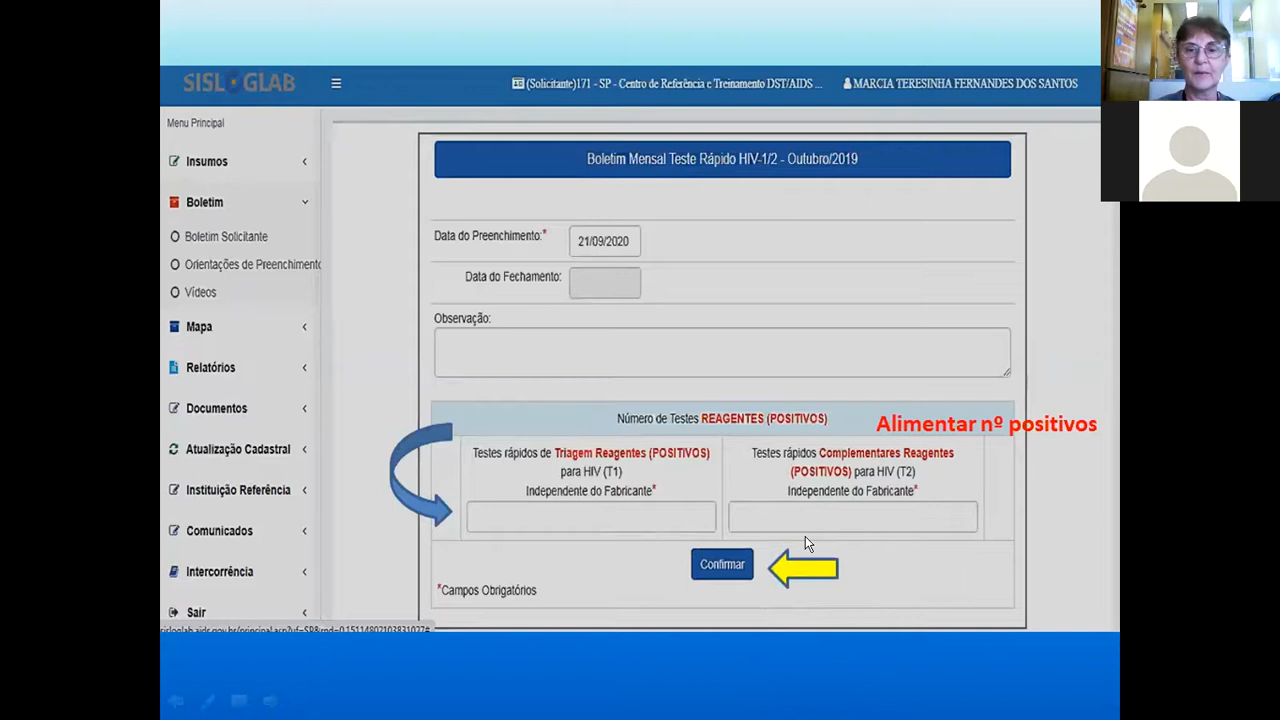 SISLOGLAB
(Solicitante)171 - SP - Centro de Referência e Treinamento DST/AIDS ...
MARCIA TERESINHA FERNANDES DOS SANTOS
Menu Principal
Insumos
Boletim
Boletim Solicitante
Orientações de Preenchimento
Vídeos
Mapa
Relatórios
Documentos
Atualização Cadastral
Instituição Referência
Comunicados
Intercorrência
Sair
Boletim Mensal Teste Rápido HIV-1/2 - Outubro/2019
Data do Preenchimento:*
21/09/2020
Data do Fechamento:
Observação:
Número de Testes REAGENTES (POSITIVOS)
Alimentar nº positivos
Testes rápidos de Triagem Reagentes (POSITIVOS)
para HIV (T1)
Independente do Fabricante*
Testes rápidos Complementares Reagentes
(POSITIVOS) para HIV (T2)
Independente do Fabricante*
Confirmar
*Campos Obrigatórios